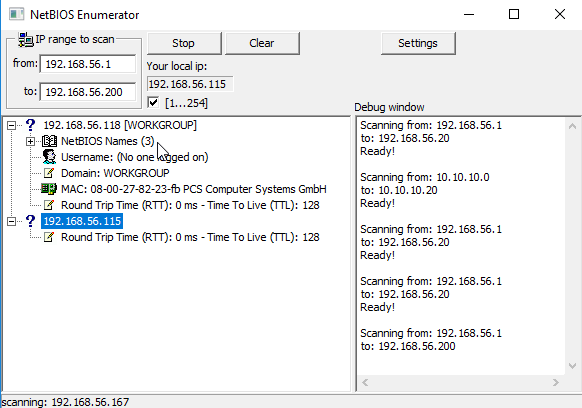 NetBIOS Enumerator
IP range to scan
from: 192.168.56.1
to: 192.168.56.200
Stop
Clear
Settings
Your local ip:
192.168.56.115
[1...254]
Debug window
192.168.56.118 [WORKGROUP]
NetBIOS Names (3)
Username: (No one logged on)
Domain: WORKGROUP
MAC: 08-00-27-82-23-fb PCS Computer Systems GmbH
Round Trip Time (RTT): 0 ms - Time To Live (TTL): 128
192.168.56.115
Round Trip Time (RTT): 0 ms - Time To Live (TTL): 128
Scanning from: 192.168.56.1
to: 192.168.56.20
Ready!
Scanning from: 10.10.10.0
to: 10.10.10.20
Ready!
Scanning from: 192.168.56.1
to: 192.168.56.20
Ready!
Scanning from: 192.168.56.1
to: 192.168.56.20
Ready!
Scanning from: 192.168.56.1
to: 192.168.56.200
scanning: 192.168.56.167